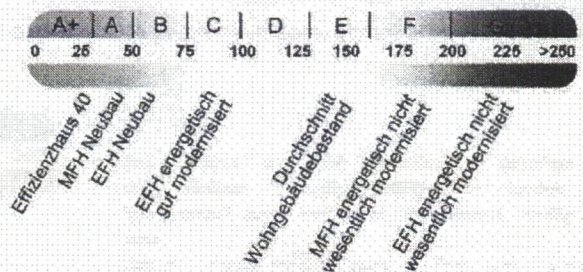 A+ A B C D E F G
0 25 50 75 100 125 150 175 200 225 >250
Effizienzhaus 40
MFH Neubau
EFH Neubau
EFH energetisch
gut modernisiert
Durchschnitt
Wohngebäudebestand
MFH energetisch nicht
wesentlich modernisiert
EFH energetisch nicht
wesentlich modernisiert